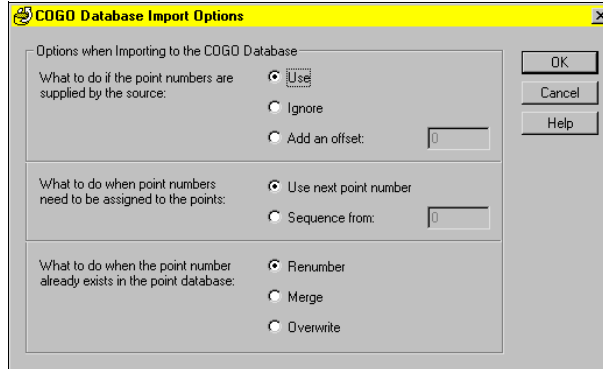 COGO Database Import Options
Options when Importing to the COGO Database
What to do if the point numbers are
supplied by the source:
Use
Ignore
Add an offset:
0
OK
Cancel
Help
What to do when point numbers
need to be assigned to the points:
Use next point number
Sequence from:
0
What to do when the point number
already exists in the point database:
Renumber
Merge
Overwrite